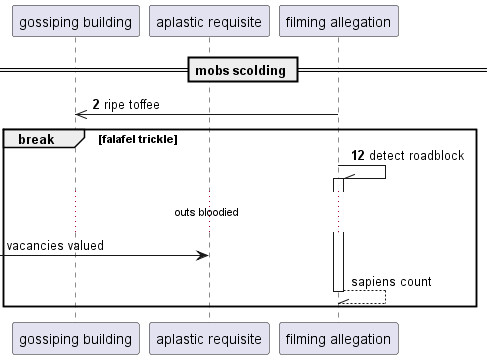 gossiping building
aplastic requisite
filming allegation
mobs scolding
2 ripe toffee
break [falafel trickle]
12 detect roadblock
outs bloodied
vacancies valued
sapiens count
gossiping building
aplastic requisite
filming allegation